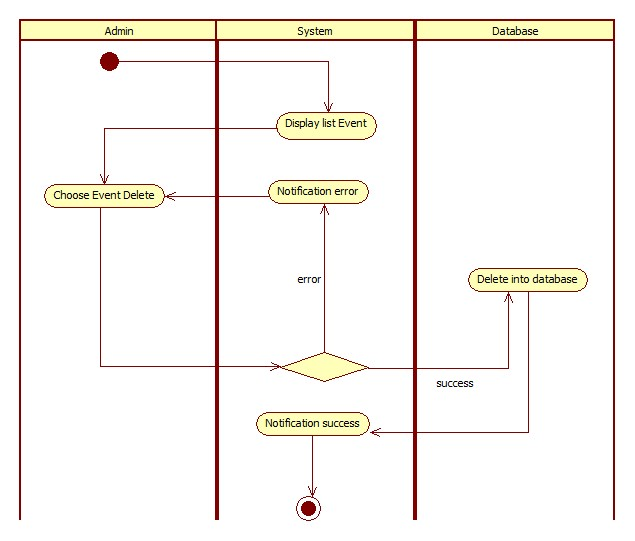 Admin
System
Database
Display list Event
Choose Event Delete
Notification error
error
Delete into database
success
Notification success